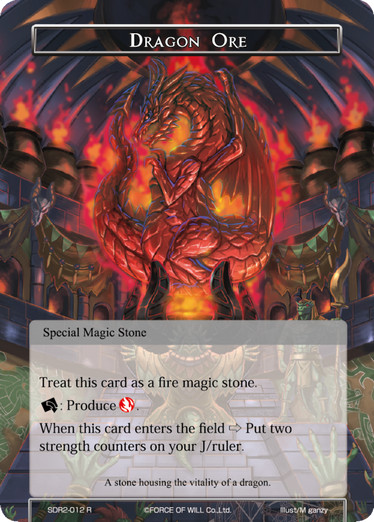 Dragon Ore
Special Magic Stone
Treat this card as a fire magic stone.
: Produce .
When this card enters the field ⇨ Put two
strength counters on your J/ruler.
A stone housing the vitality of a dragon.
SDR2-012 R ©FORCE OF WILL Co.,Ltd. Illust/M ganzy